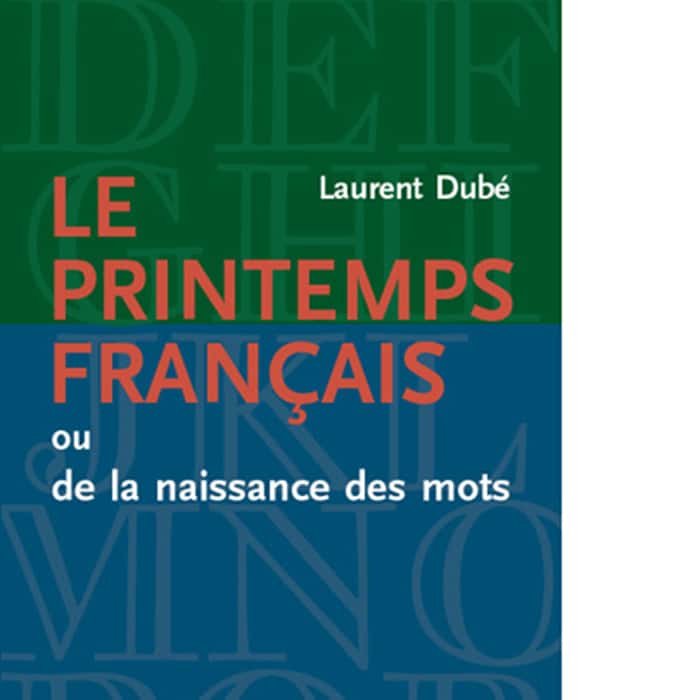 D E F
Laurent Dubé
LE
G H I
PRINTEMPS
FRANÇAIS
J K L
ou
de la naissance des mots
M N O